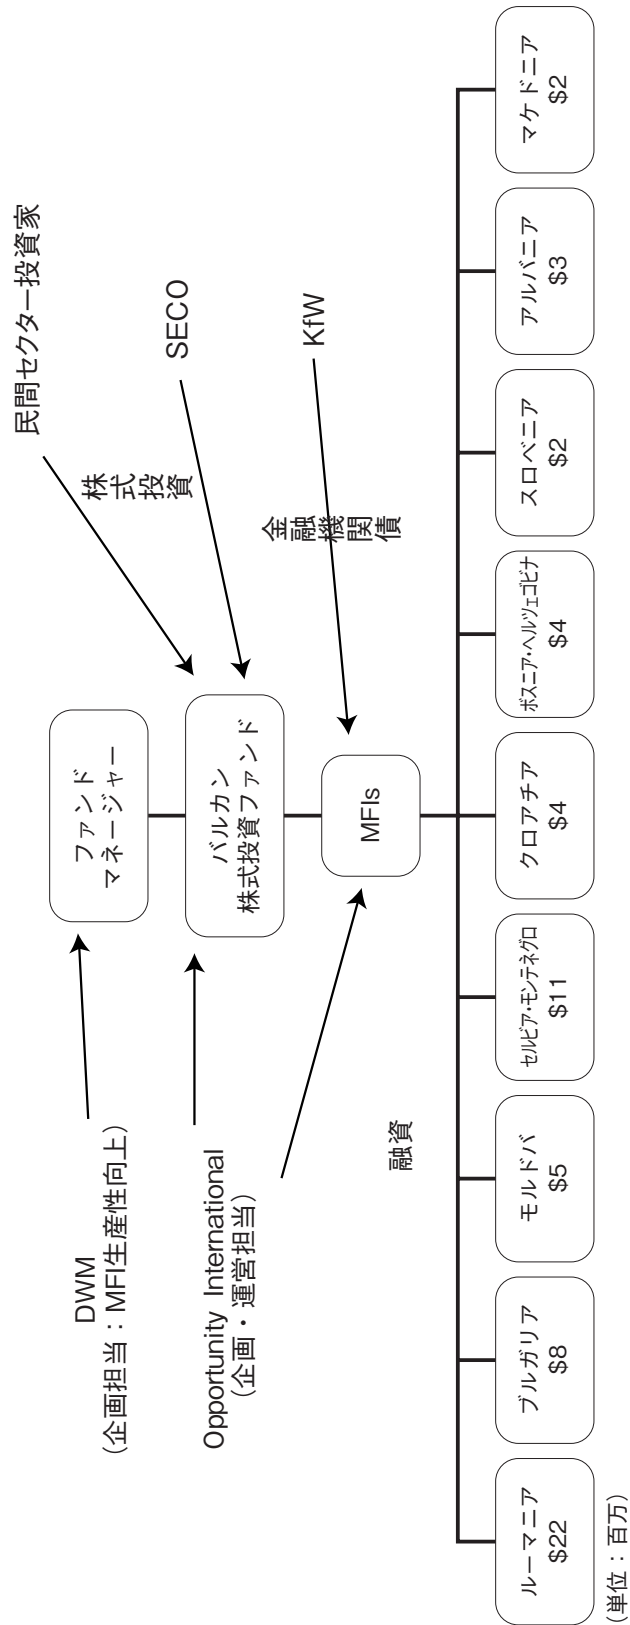 DWM
(企画担当：MFI生産性向上)
ファンド
マネージャー
民間セクター投資家
Opportunity International
(企画・運営担当)
バルカン
株式投資ファンド
株式投資
SECO
MFIs
金融機関債
KfW
融資
ルーマニア
$22
ブルガリア
$8
モルドバ
$5
セルビア・モンテネグロ
$11
クロアチア
$4
ボスニア・ヘルツェゴビナ
$4
スロベニア
$2
アルバニア
$3
マケドニア
$2
(単位：百万)